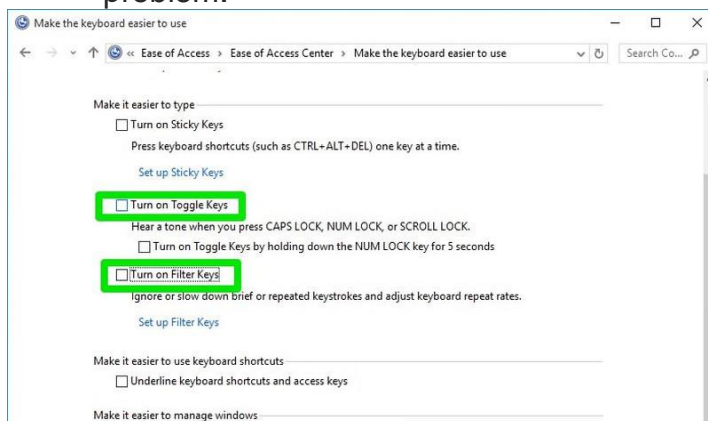 problem.
Make the keyboard easier to use
« Ease of Access › Ease of Access Center › Make the keyboard easier to use
Search Co...
Make it easier to type
Turn on Sticky Keys
Press keyboard shortcuts (such as CTRL+ALT+DEL) one key at a time.
Set up Sticky Keys
Turn on Toggle Keys
Hear a tone when you press CAPS LOCK, NUM LOCK, or SCROLL LOCK.
Turn on Toggle Keys by holding down the NUM LOCK key for 5 seconds
Turn on Filter Keys
Ignore or slow down brief or repeated keystrokes and adjust keyboard repeat rates.
Set up Filter Keys
Make it easier to use keyboard shortcuts
Underline keyboard shortcuts and access keys
Make it easier to manage windows